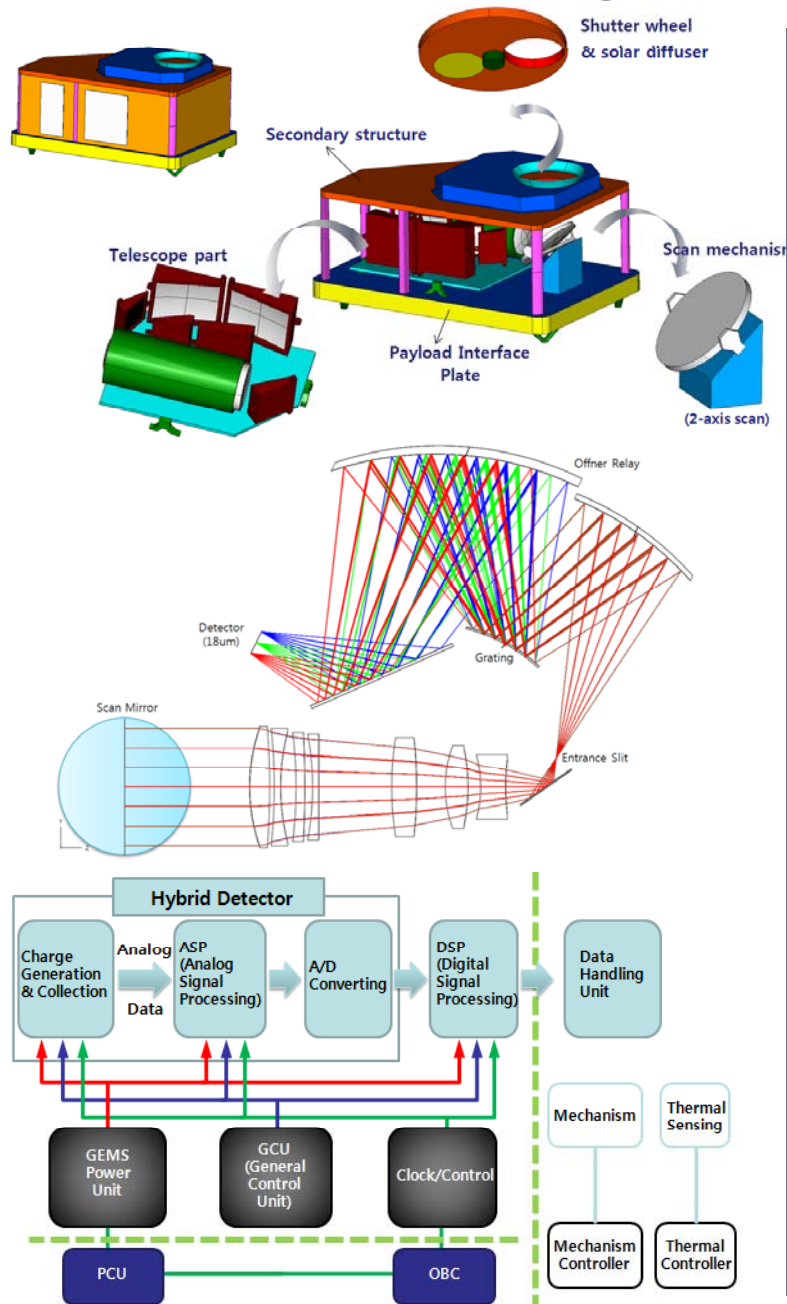 Shutter wheel
& solar diffuser
Secondary structure
Telescope part
Scan mechanism
Payload Interface
Plate
(2-axis scan)
Offner Relay
Detector
(18um)
Grating
Scan Mirror
Entrance Slit
Y
Z
Hybrid Detector
Charge
Generation
& Collection
Analog
Data
ASP
(Analog
Signal
Processing)
A/D
Converting
DSP
(Digital
Signal
Processing)
Data
Handling
Unit
GEMS
Power
Unit
GCU
(General
Control
Unit)
Clock/Control
Mechanism
Thermal
Sensing
PCU
OBC
Mechanism
Controller
Thermal
Controller